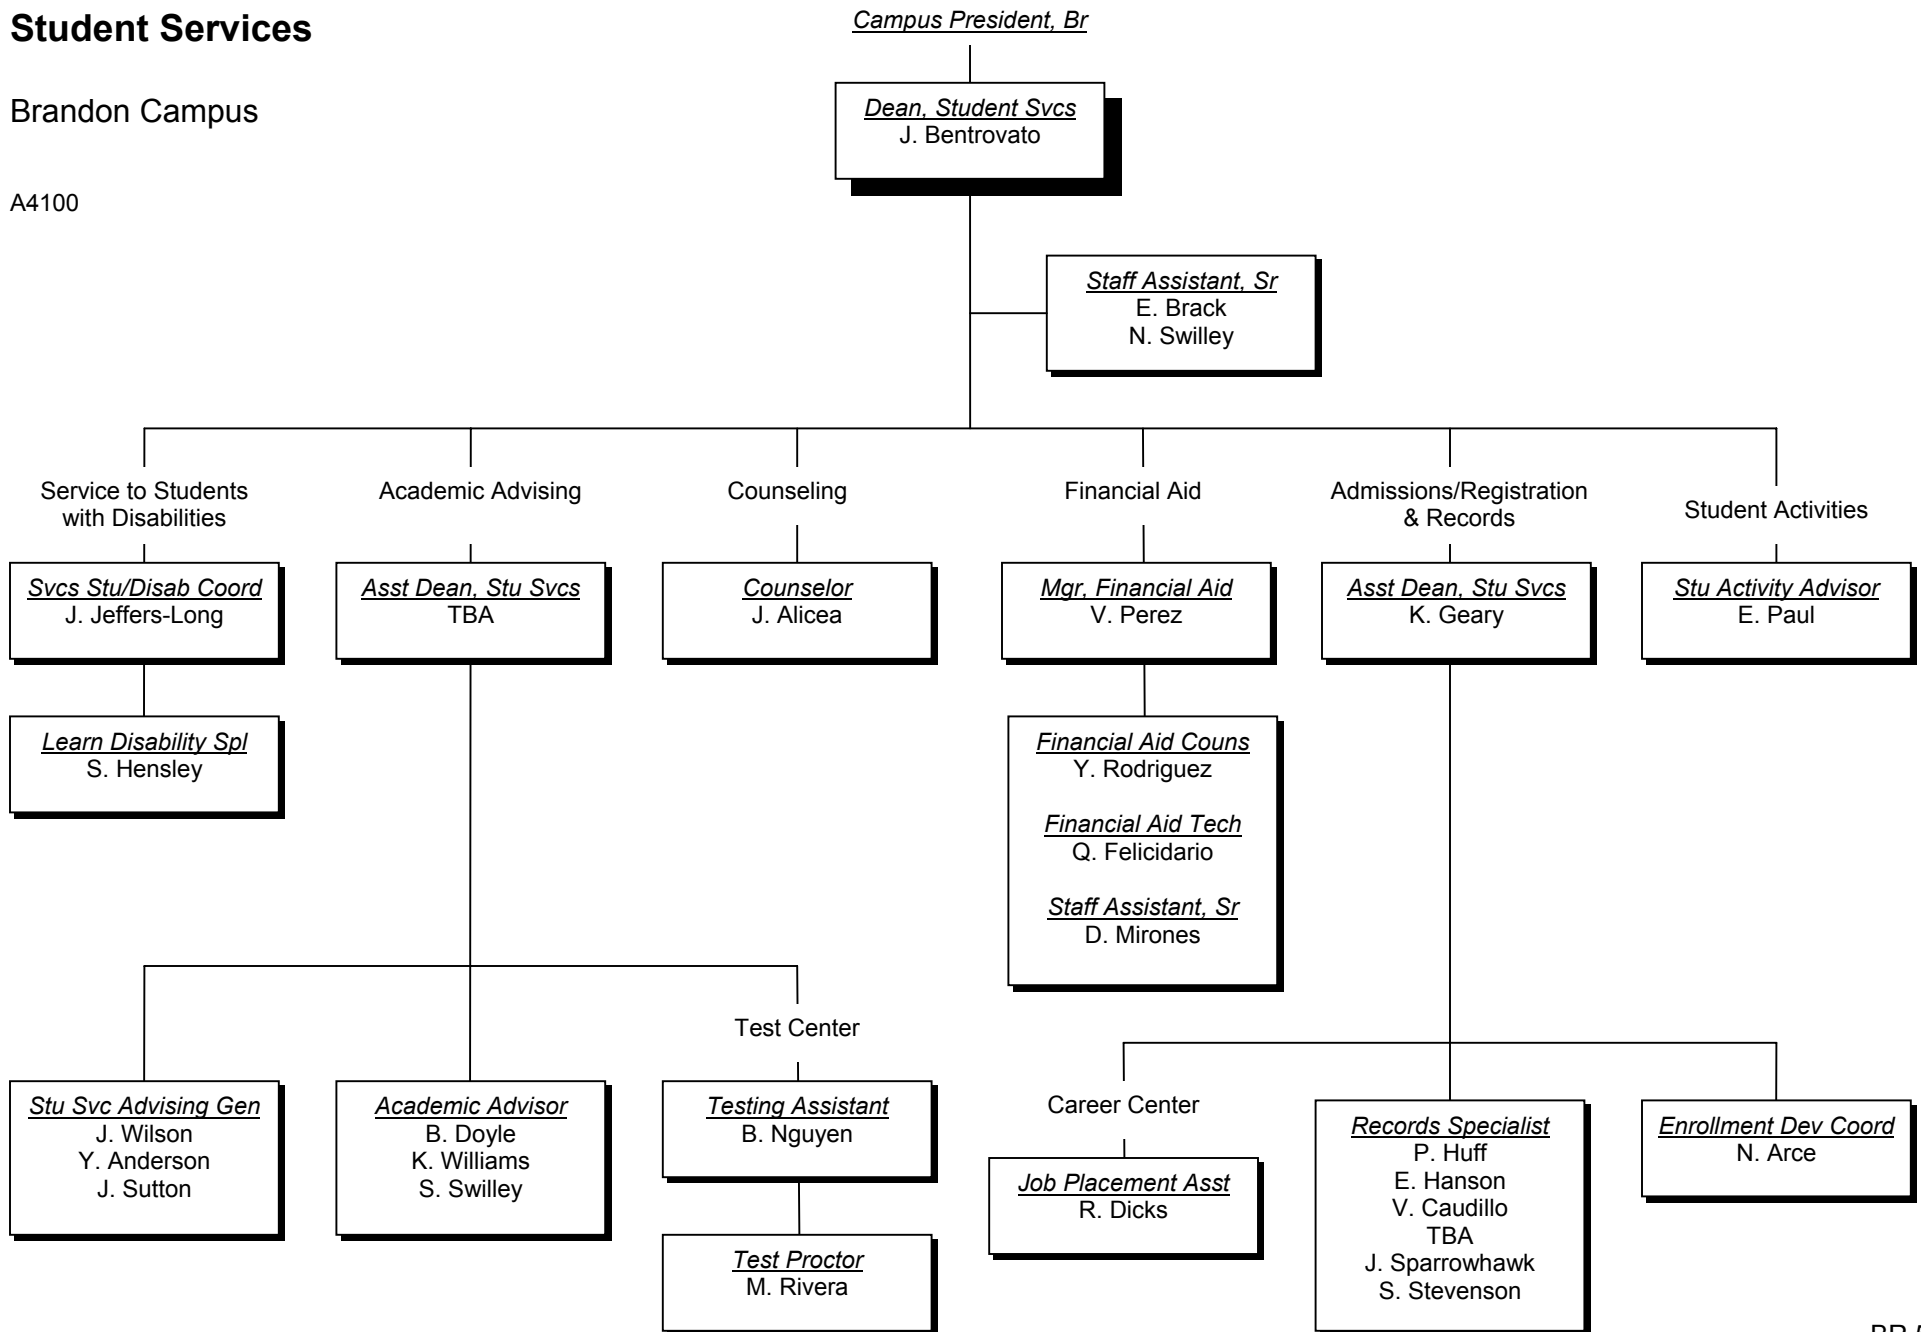 Student Services
Campus President, Br
Brandon Campus
Dean, Student Svcs
J. Bentrovato
A4100
Staff Assistant, Sr
E. Brack
N. Swilley
Service to Students
with Disabilities
Academic Advising
Counseling
Financial Aid
Admissions/Registration
& Records
Student Activities
Svcs Stu/Disab Coord
J. Jeffers-Long
Asst Dean, Stu Svcs
TBA
Counselor
J. Alicea
Mgr, Financial Aid
V. Perez
Asst Dean, Stu Svcs
K. Geary
Stu Activity Advisor
E. Paul
Learn Disability Spl
S. Hensley
Financial Aid Couns
Y. Rodriguez
Financial Aid Tech
Q. Felicidario
Staff Assistant, Sr
D. Mirones
Test Center
Stu Svc Advising Gen
J. Wilson
Y. Anderson
J. Sutton
Academic Advisor
B. Doyle
K. Williams
S. Swilley
Testing Assistant
B. Nguyen
Test Proctor
M. Rivera
Career Center
Job Placement Asst
R. Dicks
Records Specialist
P. Huff
E. Hanson
V. Caudillo
TBA
J. Sparrowhawk
S. Stevenson
Enrollment Dev Coord
N. Arce